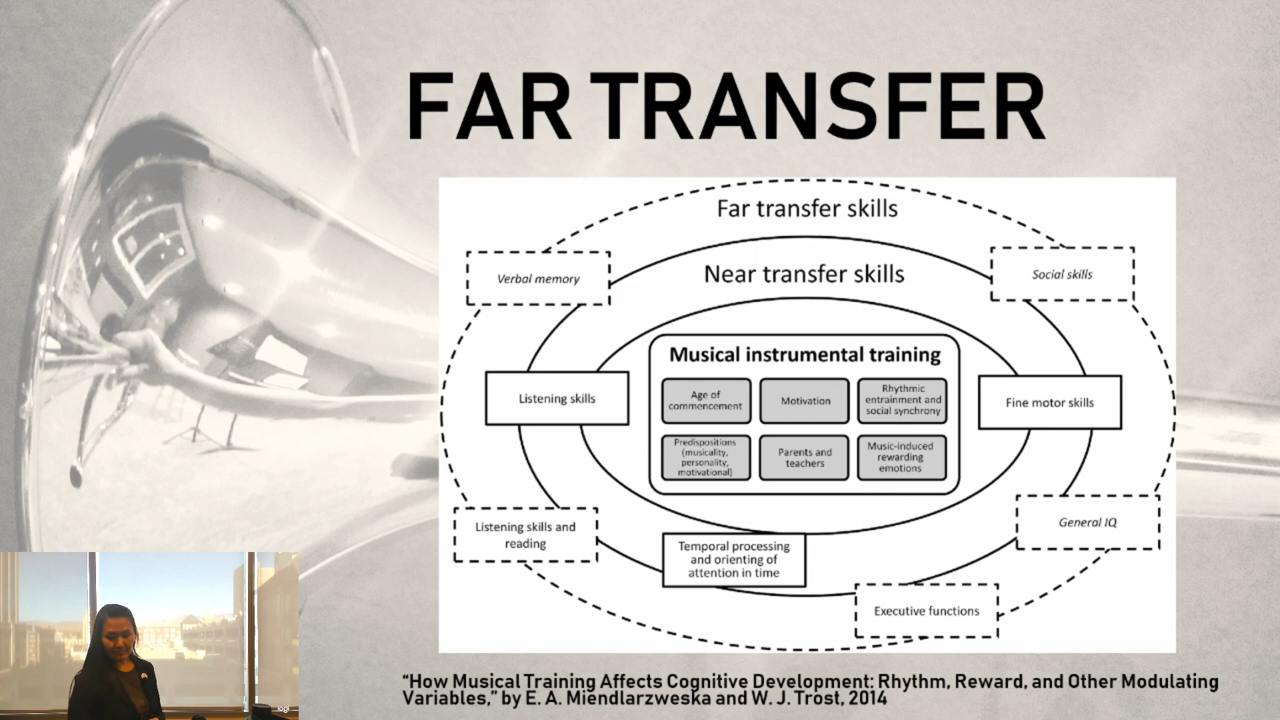 FAR TRANSFER
Far transfer skills
Near transfer skills
Verbal memory
Social skills
Musical instrumental training
Age of
commencement
Motivation
Rhythmic
entrainment and
social synchrony
Predispositions
(musicality,
personality,
motivational)
Parents and
teachers
Music-induced
rewarding
emotions
Listening skills
Fine motor skills
Listening skills and
reading
Temporal processing
and orienting of
attention in time
General IQ
Executive functions
“How Musical Training Affects Cognitive Development: Rhythm, Reward, and Other Modulating
Variables,” by E. A. Miendlarzweska and W. J. Trost, 2014
logi